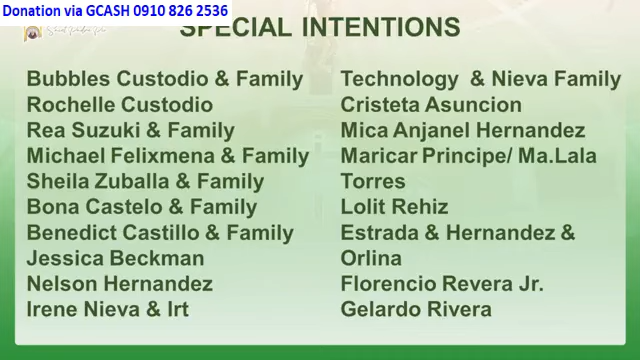 Donation via GCASH 0910 826 2536
SPECIAL INTENTIONS
Bubbles Custodio & Family
Rochelle Custodio
Rea Suzuki & Family
Michael Felixmena & Family
Sheila Zuballa & Family
Bona Castelo & Family
Benedict Castillo & Family
Jessica Beckman
Nelson Hernandez
Irene Nieva & Irt
Technology & Nieva Family
Cristeta Asuncion
Mica Anjanel Hernandez
Maricar Principe/ Ma.Lala
Torres
Lolit Rehiz
Estrada & Hernandez &
Orlina
Florencio Revera Jr.
Gelardo Rivera